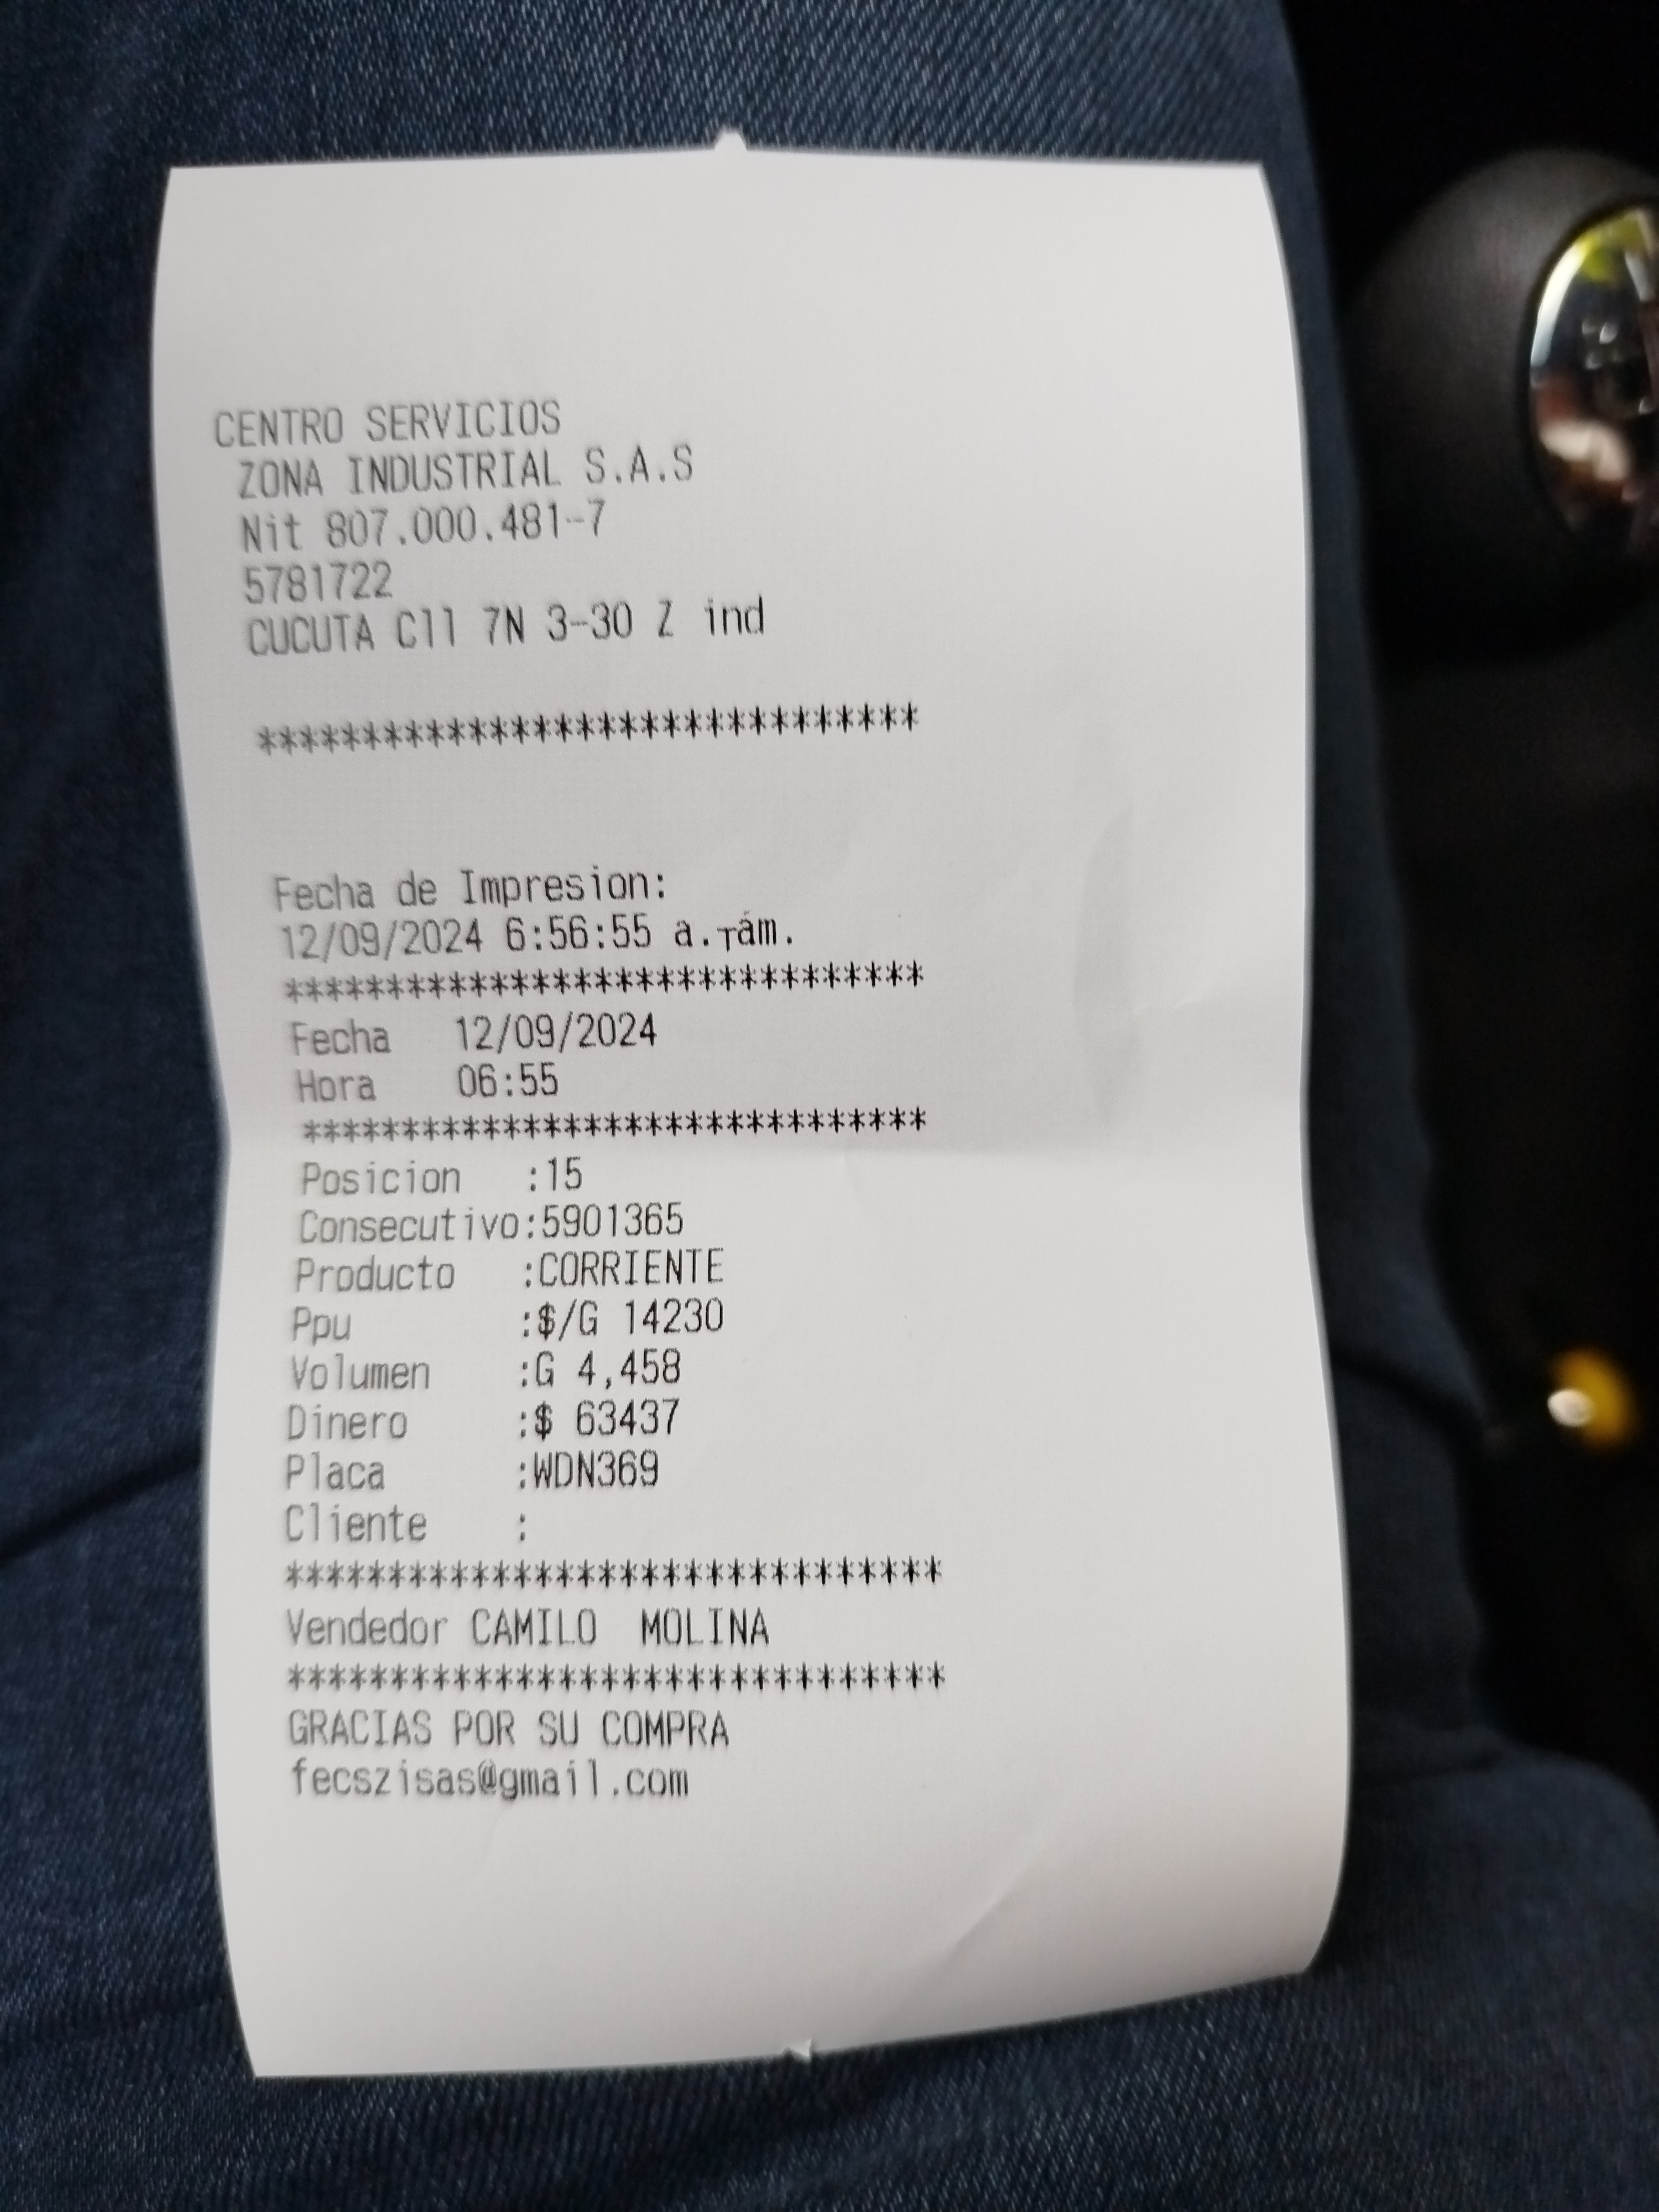 CENTRO SERVICIOS
ZONA INDUSTRIAL S.A.S
Nit 807.000.481-7
5781722
CUCUTA Cll 7N 3-30 Z ind
*******************************
Fecha de Impresion:
12/09/2024 6:56:55 a.┬ám.
*******************************
Fecha 12/09/2024
Hora 06:55
*******************************
Posicion :15
Consecutivo:5901365
Producto :CORRIENTE
Ppu :$/G 14230
Volumen :G 4,458
Dinero :$ 63437
Placa :WDN369
Cliente :
*******************************
Vendedor CAMILO MOLINA
*******************************
GRACIAS POR SU COMPRA
fecszisas@gmail.com